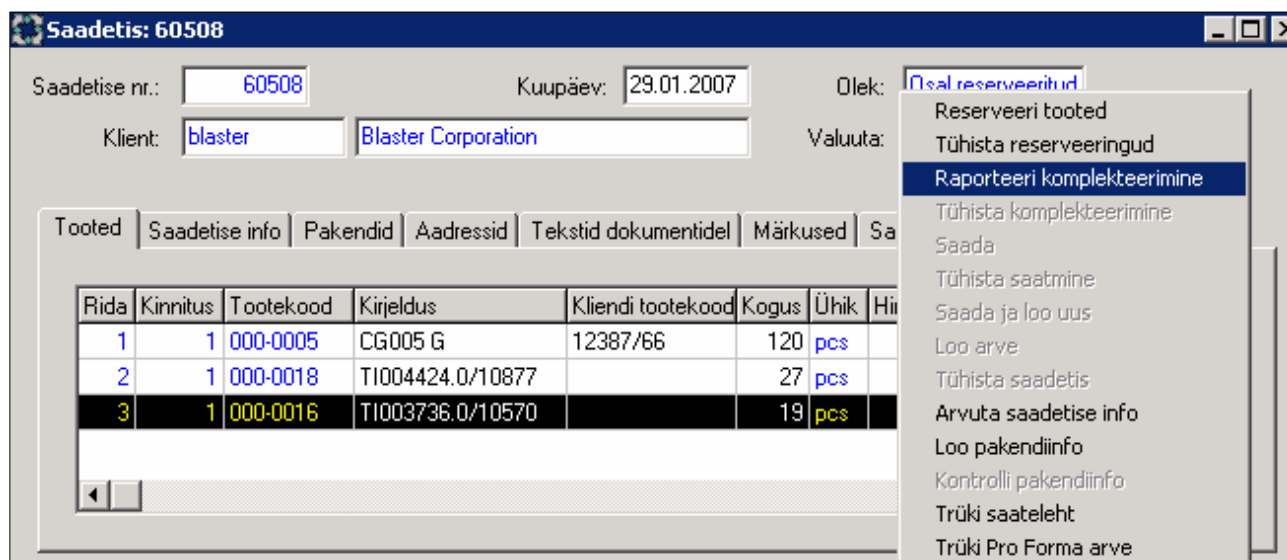 Saadetis: 60508
Saadetise nr.: 60508 Kuupäev: 29.01.2007 Olek: Osal.reserveeritud
Klient: blaster Blaster Corporation Valuuta:
Reserveeri tooted
Tühista reserveeringud
Raporteeri komplekteerimine
Tühista komplekteerimine
Saada
Tühista saatmine
Saada ja loo uus
Loo arve
Tühista saadetis
Arvuta saadetise info
Loo pakendiinfo
Kontrolli pakendiinfo
Trüki saateleht
Trüki Pro Forma arve
Tooted Saadetise info Pakendid Aadressid Tekstid dokumentidel Märkused Sa
Rida Kinnitus Tootekood Kirjeldus Kliendi tootekood Kogus Ühik Hin
1 1 000-0005 CG005 G 12387/66 120 pcs
2 1 000-0018 TI004424.0/10877 27 pcs
3 1 000-0016 TI003736.0/10570 19 pcs